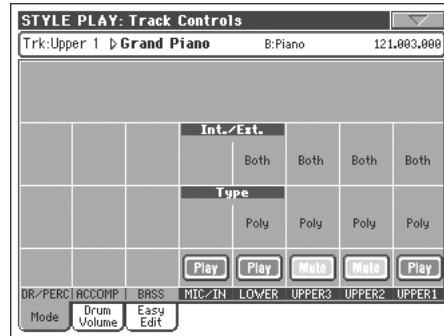 STYLE PLAY: Track Controls
Trk:Upper 1 ▷Grand Piano B:Piano 121.003.000
Int./Ext.
Both Both Both Both
Type
Poly Poly Poly Poly
Play Play Mute Mute Play
DR/PERC ACCOMP BASS MIC/IN LOWER UPPER3 UPPER2 UPPER1
Mode Drum Volume Easy Edit